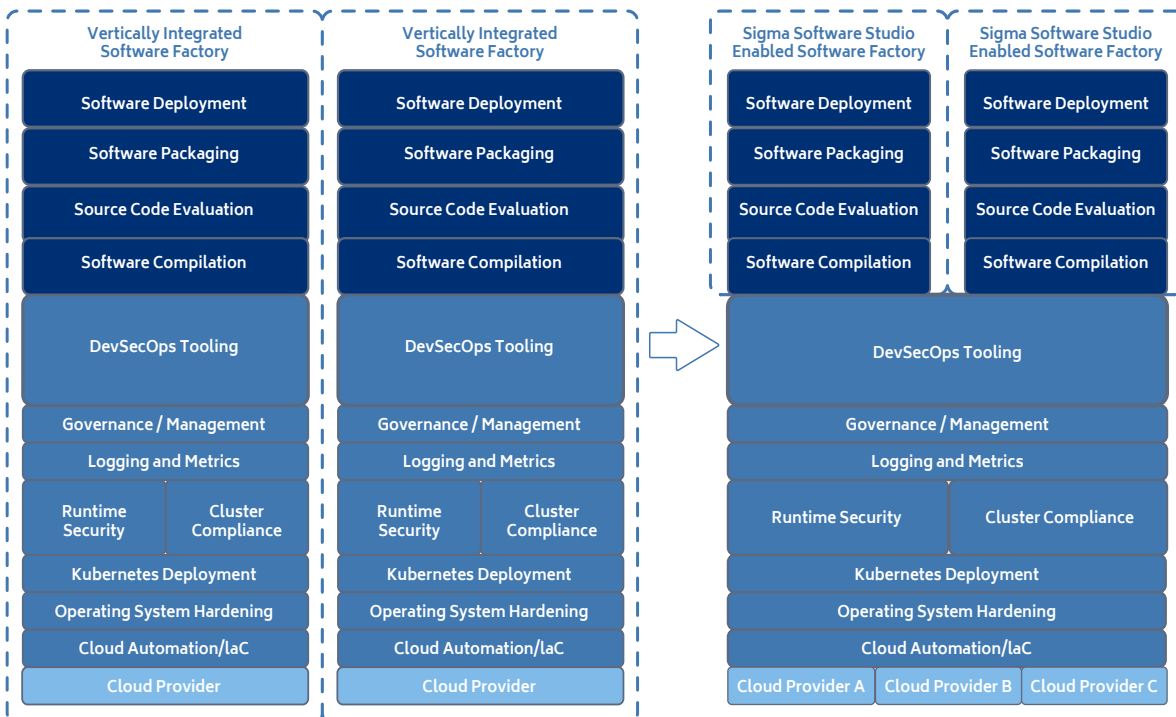 Vertically Integrated
Software Factory
Software Deployment
Software Packaging
Source Code Evaluation
Software Compilation
DevSecOps Tooling
Governance / Management
Logging and Metrics
Runtime
Security
Cluster
Compliance
Kubernetes Deployment
Operating System Hardening
Cloud Automation/IaC
Cloud Provider
Vertically Integrated
Software Factory
Software Deployment
Software Packaging
Source Code Evaluation
Software Compilation
DevSecOps Tooling
Governance / Management
Logging and Metrics
Runtime
Security
Cluster
Compliance
Kubernetes Deployment
Operating System Hardening
Cloud Automation/IaC
Cloud Provider
Sigma Software Studio
Enabled Software Factory
Software Deployment
Software Packaging
Source Code Evaluation
Software Compilation
Sigma Software Studio
Enabled Software Factory
Software Deployment
Software Packaging
Source Code Evaluation
Software Compilation
DevSecOps Tooling
Governance / Management
Logging and Metrics
Runtime Security
Cluster Compliance
Kubernetes Deployment
Operating System Hardening
Cloud Automation/IaC
Cloud Provider A
Cloud Provider B
Cloud Provider C